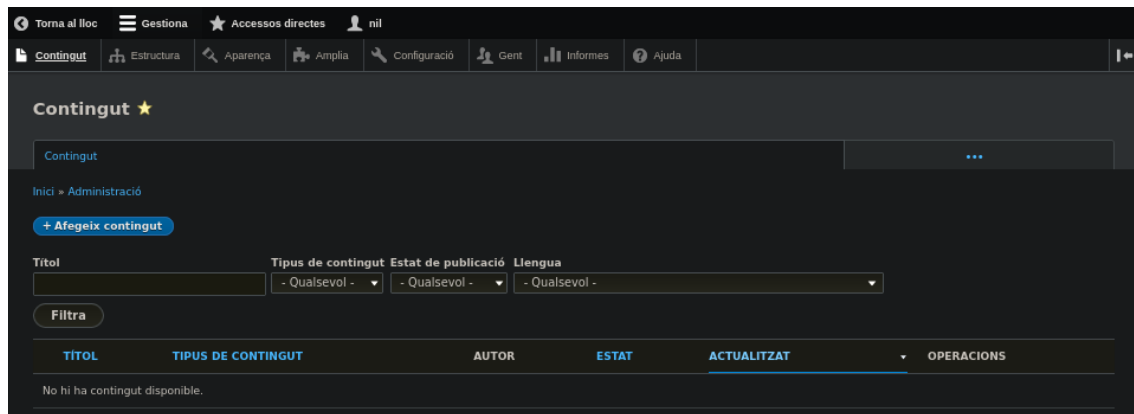 Torna al lloc Gestiona Accessos directes nil
Contingut Estructura Aparença Amplia Configuració Gent Informes Ajuda
Contingut
Contingut ...
Inici » Administració
+ Afegeix contingut
Títol Tipus de contingut Estat de publicació Llengua
- Qualsevol - - Qualsevol - - Qualsevol -
Filtra
TÍTOL TIPUS DE CONTINGUT AUTOR ESTAT ACTUALITZAT OPERACIONS
No hi ha contingut disponible.